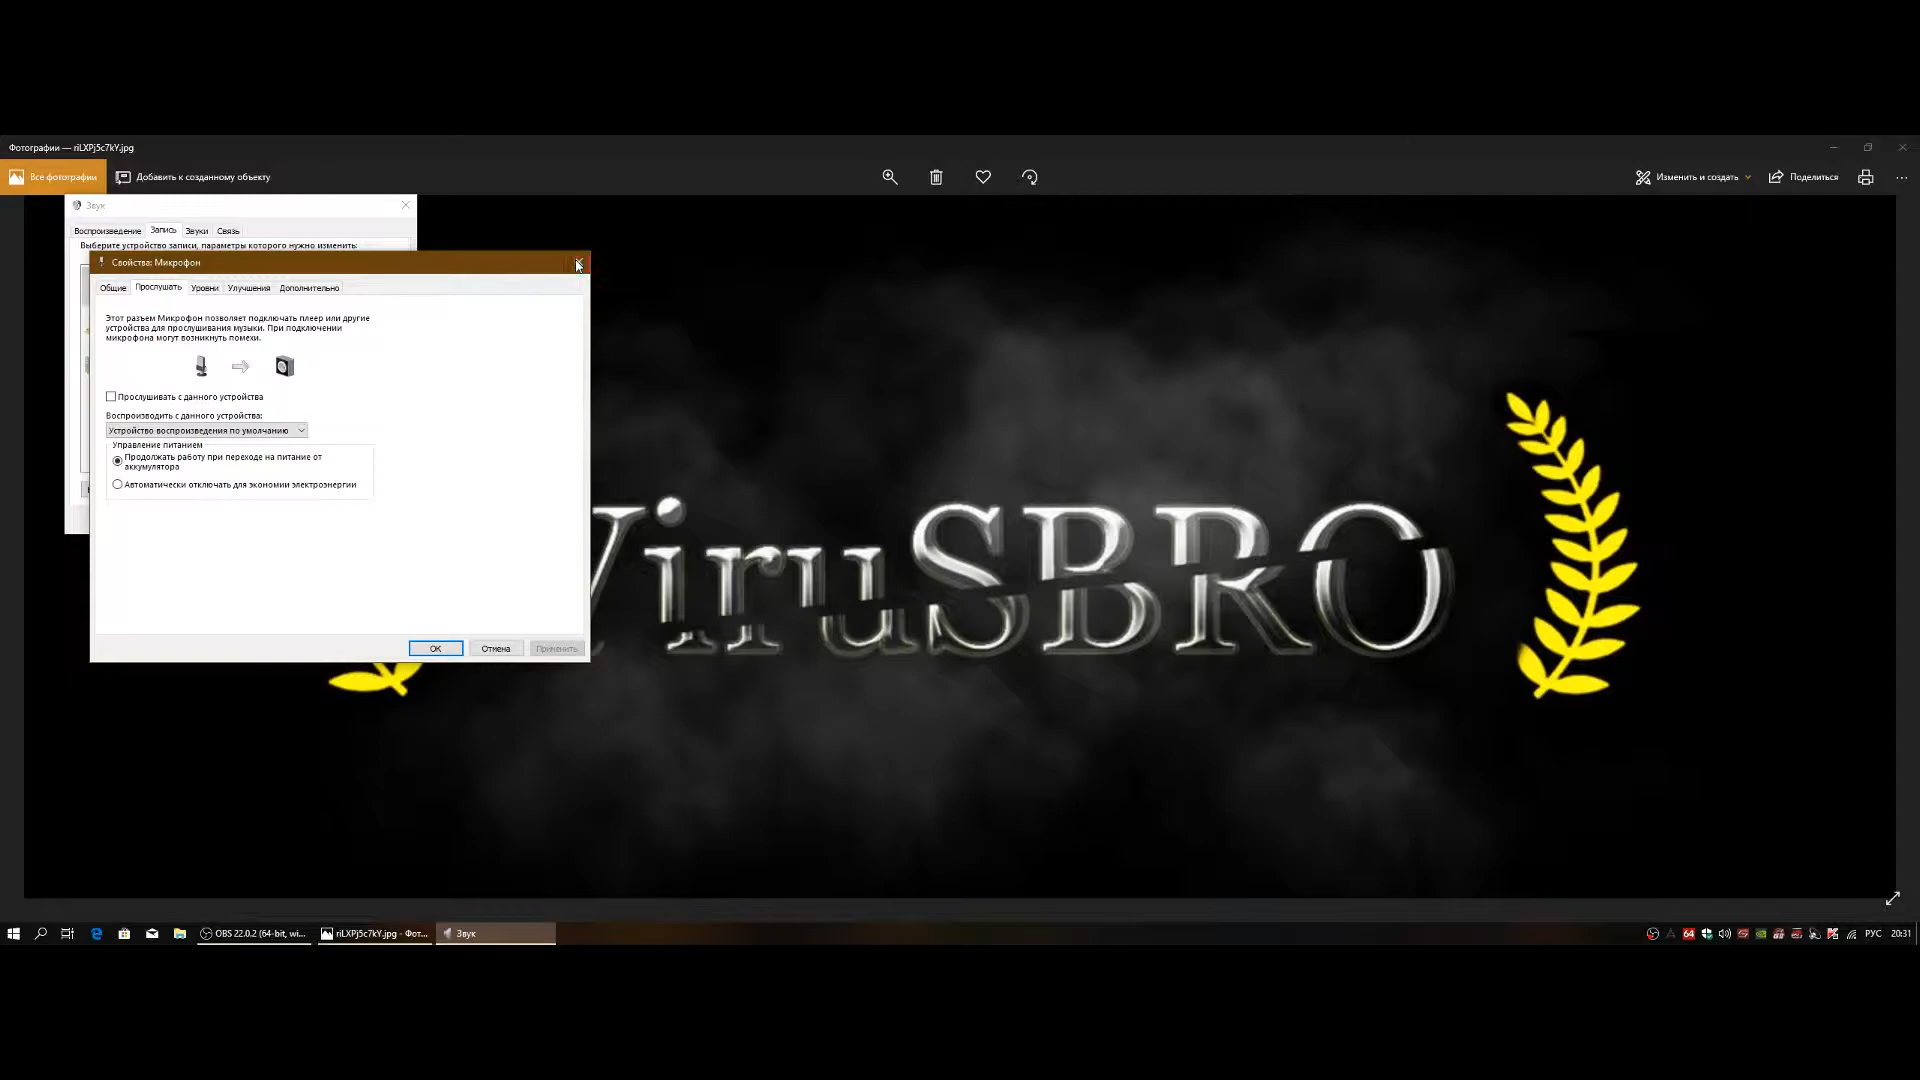 Фотографии — riLXPj5c7kY.jpg
Все фотографии
Добавить к созданному объекту
Изменить и создать
Поделиться
Звук
Воспроизведение Запись Звуки Связь
Выберите устройство записи, параметры которого нужно изменить:
Свойства: Микрофон
Общие Прослушать Уровни Улучшения Дополнительно
Этот разъем Микрофон позволяет подключать плеер или другие
устройства для прослушивания музыки. При подключении
микрофона могут возникнуть помехи.
Прослушивать с данного устройства
Воспроизводить с данного устройства:
Устройство воспроизведения по умолчанию
Управление питанием
Продолжать работу при переходе на питание от
аккумулятора
Автоматически отключать для экономии электроэнергии
OK Отмена Применить
ViruSBRO
OBS 22.0.2 (64-bit, wi...
riLXPj5c7kY.jpg - Фот...
Звук
64
РУС
20:31